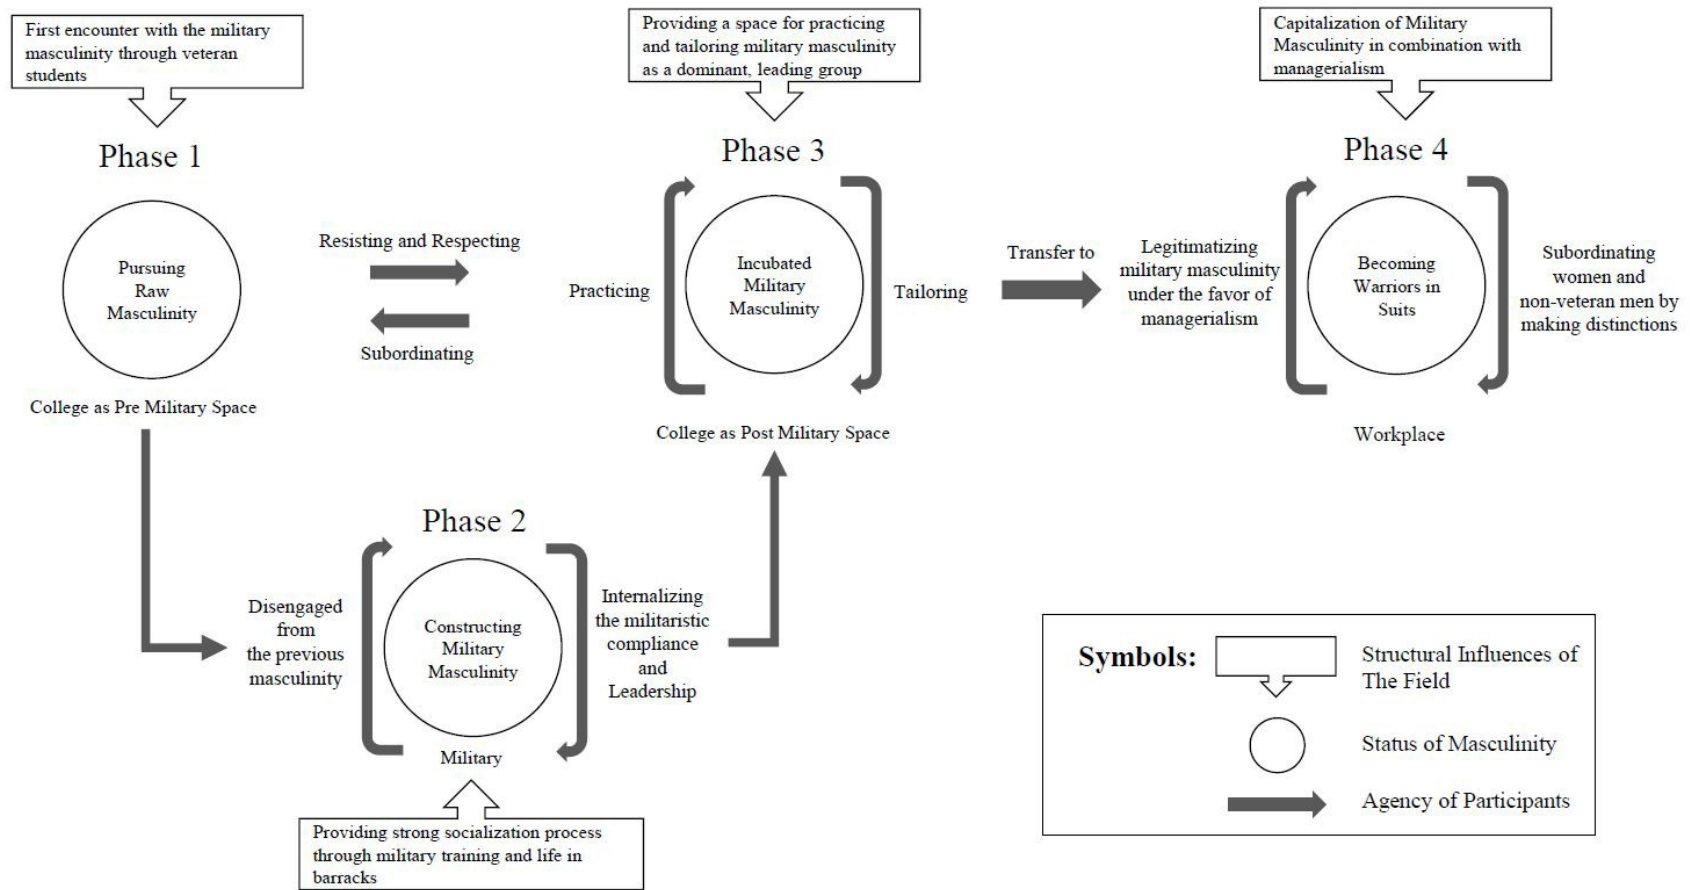 First encounter with the military
masculinity through veteran
students
Phase 1
Pursuing
Raw
Masculinity
College as Pre Military Space
Resisting and Respecting
Subordinating
Phase 2
Disengaged
from
the previous
masculinity
Constructing
Military
Masculinity
Internalizing
the militaristic
compliance
and
Leadership
Military
Providing strong socialization process
through military training and life in
barracks
Providing a space for practicing
and tailoring military masculinity
as a dominant, leading group
Phase 3
Practicing
Incubated
Military
Masculinity
Tailoring
College as Post Military Space
Transfer to
Capitalization of Military
Masculinity in combination with
managerialism
Phase 4
Legitimatizing
military masculinity
under the favor of
managerialism
Becoming
Warriors in
Suits
Subordinating
women and
non-veteran men by
making distinctions
Workplace
Symbols:
Structural Influences of
The Field
Status of Masculinity
Agency of Participants